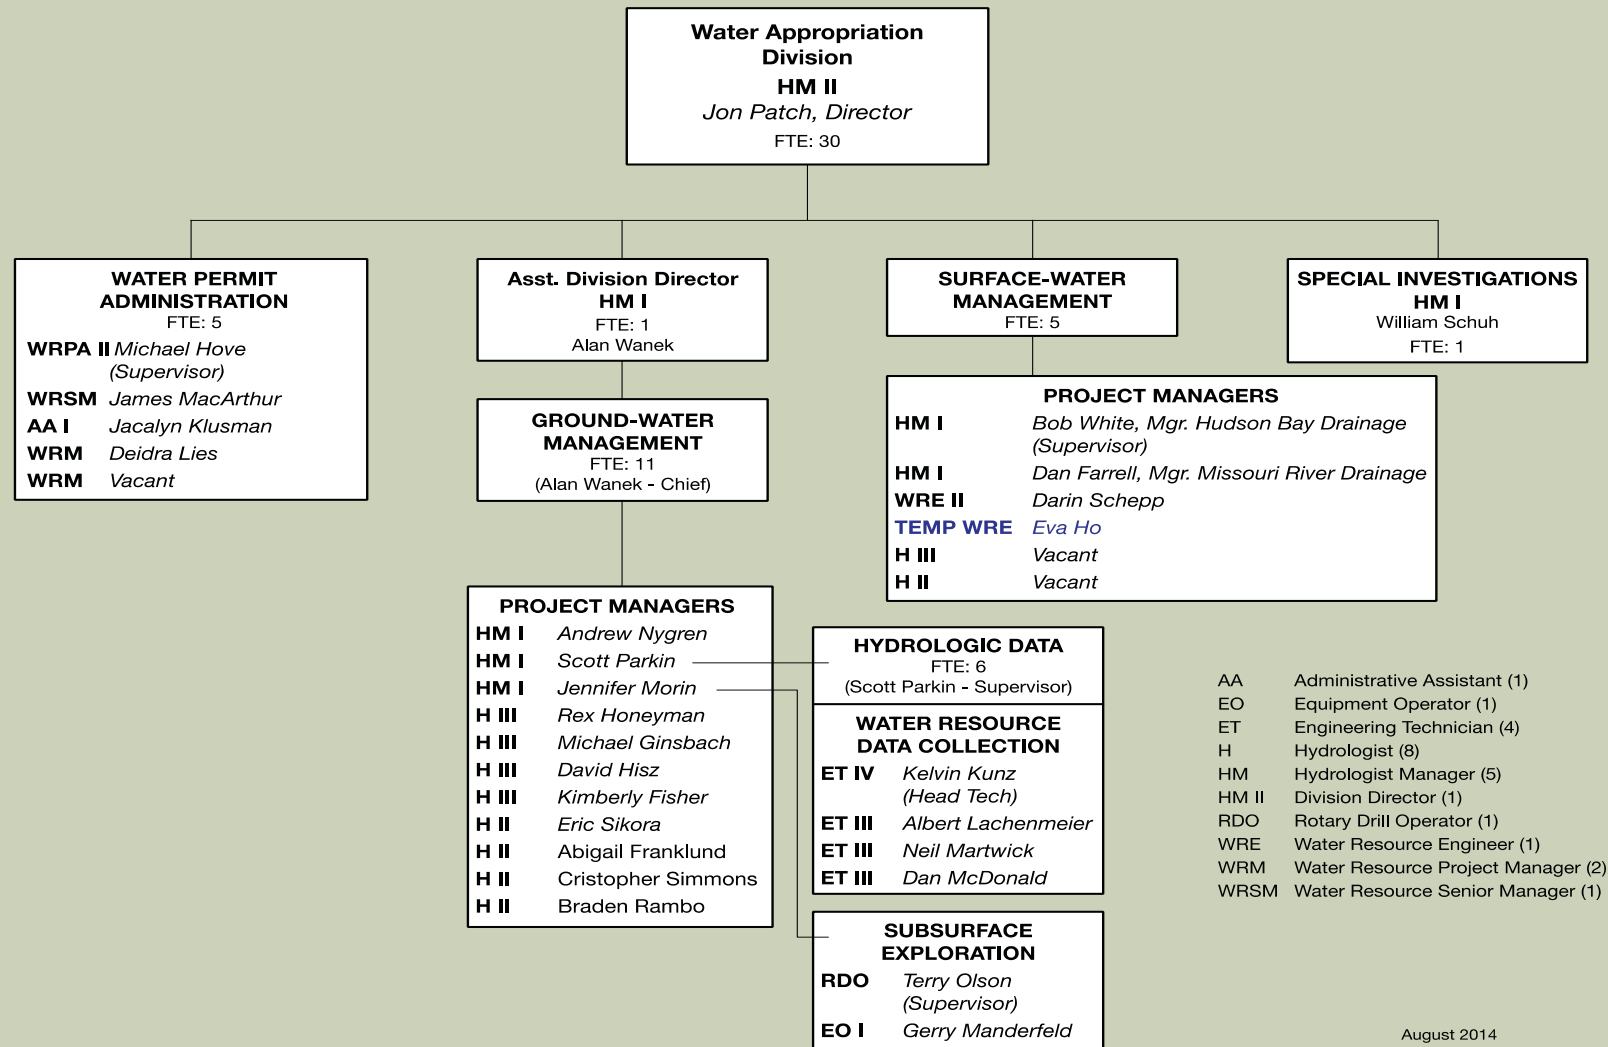 Water Appropriation
Division
HM II
Jon Patch, Director
FTE: 30
WATER PERMIT
ADMINISTRATION
FTE: 5
WRPA II Michael Hove
(Supervisor)
WRSM James MacArthur
AA I Jacalyn Klusman
WRM Deidra Lies
WRM Vacant
Asst. Division Director
HM I
FTE: 1
Alan Wanek
GROUND-WATER
MANAGEMENT
FTE: 11
(Alan Wanek - Chief)
PROJECT MANAGERS
HM I Andrew Nygren
HM I Scott Parkin
HM I Jennifer Morin
H III Rex Honeyman
H III Michael Ginsbach
H III David Hisz
H III Kimberly Fisher
H II Eric Sikora
H II Abigail Franklund
H II Cristopher Simmons
H II Braden Rambo
HYDROLOGIC DATA
FTE: 6
(Scott Parkin - Supervisor)
WATER RESOURCE
DATA COLLECTION
ET IV Kelvin Kunz
(Head Tech)
ET III Albert Lachenmeier
ET III Neil Martwick
ET III Dan McDonald
SUBSURFACE
EXPLORATION
RDO Terry Olson
(Supervisor)
EO I Gerry Manderfeld
SURFACE-WATER
MANAGEMENT
FTE: 5
PROJECT MANAGERS
HM I Bob White, Mgr. Hudson Bay Drainage
(Supervisor)
HM I Dan Farrell, Mgr. Missouri River Drainage
WRE II Darin Schepp
TEMP WRE Eva Ho
H III Vacant
H II Vacant
SPECIAL INVESTIGATIONS
HM I
William Schuh
FTE: 1
AA Administrative Assistant (1)
EO Equipment Operator (1)
ET Engineering Technician (4)
H Hydrologist (8)
HM Hydrologist Manager (5)
HM II Division Director (1)
RDO Rotary Drill Operator (1)
WRE Water Resource Engineer (1)
WRM Water Resource Project Manager (2)
WRSM Water Resource Senior Manager (1)
August 2014